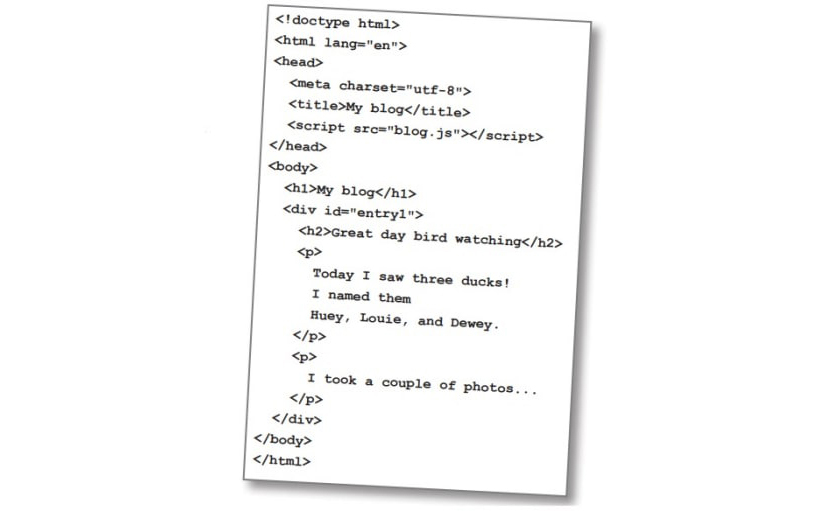 <!doctype html>
<html lang="en">
<head>
<meta charset="utf-8">
<title>My blog</title>
<script src="blog.js"></script>
</head>
<body>
<h1>My blog</h1>
<div id="entry1">
<h2>Great day bird watching</h2>
<p>
Today I saw three ducks!
I named them
Huey, Louie, and Dewey.
</p>
<p>
I took a couple of photos...
</p>
</div>
</body>
</html>